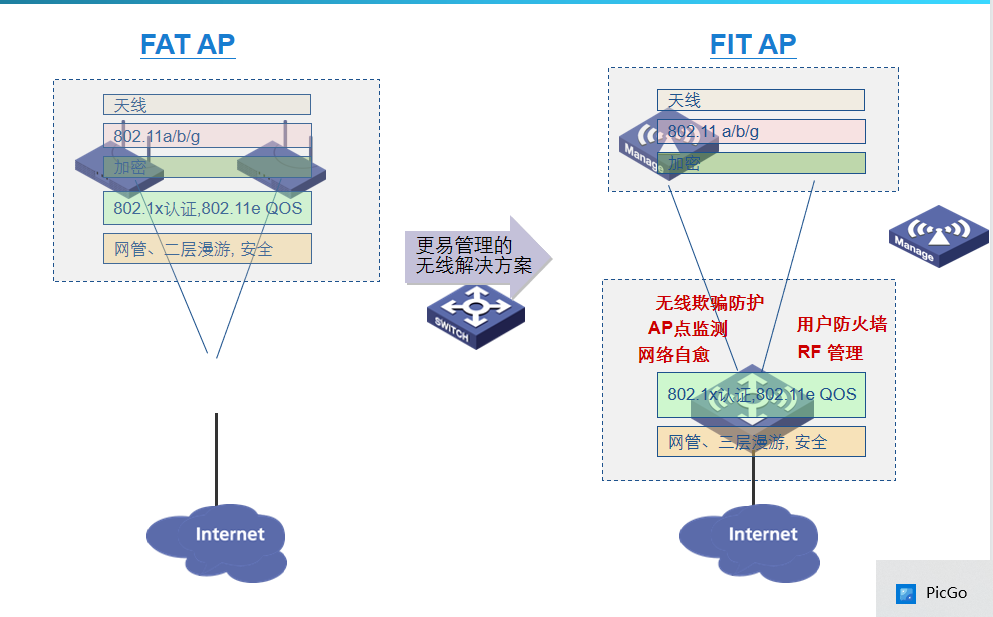 FAT AP
天线
802.11a/b/g
加密
802.1x认证,802.11e QOS
网管、二层漫游, 安全
Internet
更易管理的
无线解决方案
SWITCH
FIT AP
天线
802.11 a/b/g
Manage
加密
Manage
无线欺骗防护
AP点监测
网络自愈
用户防火墙
RF 管理
802.1x认证,802.11e QOS
网管、三层漫游, 安全
Internet
PicGo